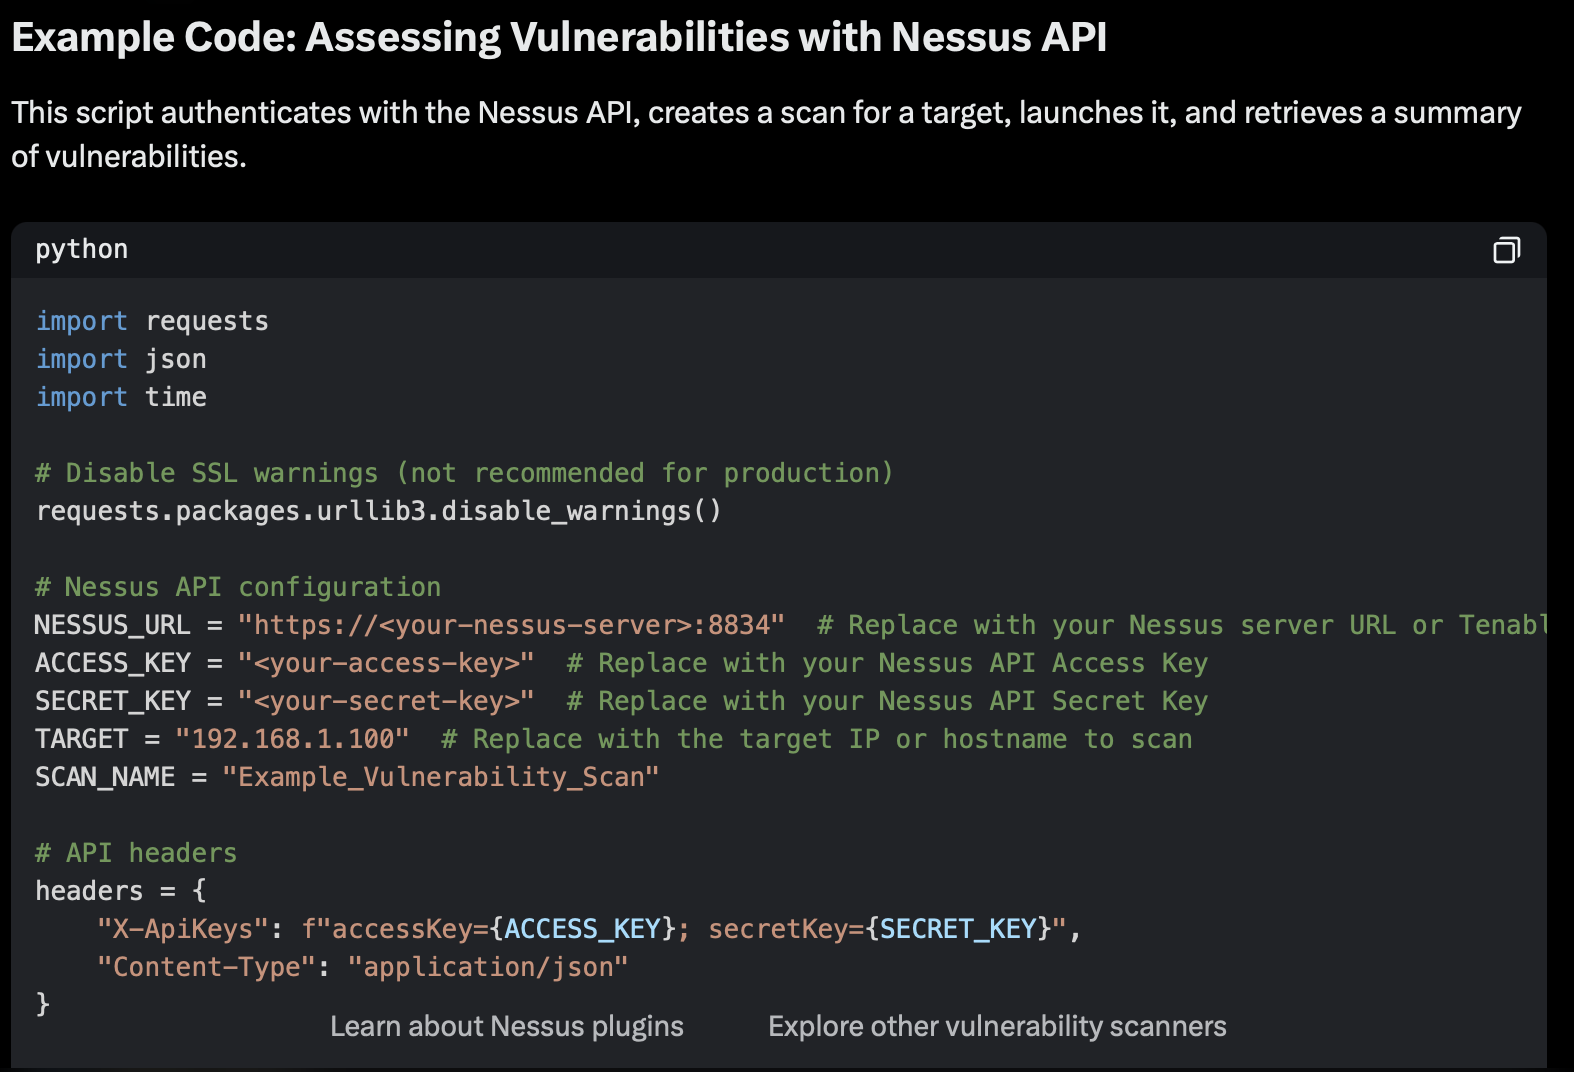 Example Code: Assessing Vulnerabilities with Nessus API
This script authenticates with the Nessus API, creates a scan for a target, launches it, and retrieves a summary
of vulnerabilities.
python
import requests
import json
import time
# Disable SSL warnings (not recommended for production)
requests.packages.urllib3.disable_warnings()
# Nessus API configuration
NESSUS_URL = "https://<your-nessus-server>:8834"  # Replace with your Nessus server URL or Tenabl
ACCESS_KEY = "<your-access-key>"  # Replace with your Nessus API Access Key
SECRET_KEY = "<your-secret-key>"  # Replace with your Nessus API Secret Key
TARGET = "192.168.1.100"  # Replace with the target IP or hostname to scan
SCAN_NAME = "Example_Vulnerability_Scan"
# API headers
headers = {
    "X-ApiKeys": f"accessKey={ACCESS_KEY}; secretKey={SECRET_KEY}",
    "Content-Type": "application/json"
}
Learn about Nessus plugins
Explore other vulnerability scanners